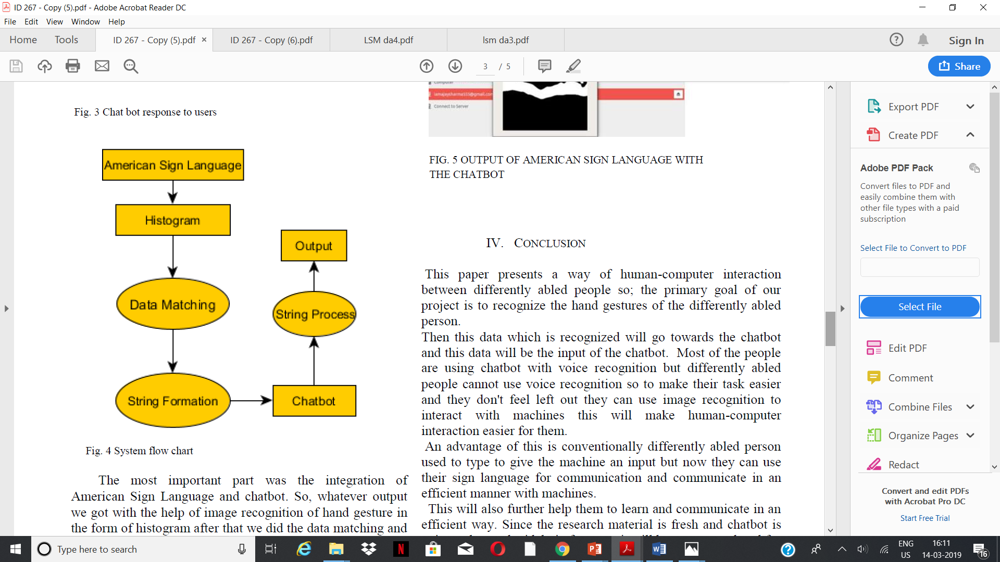 ID 267 - Copy (5).pdf - Adobe Acrobat Reader DC
File Edit View Window Help
Home Tools ID 267 - Copy (5).pdf × ID 267 - Copy (6).pdf LSM da4.pdf lsm da3.pdf Sign In
3 / 5 Share
Fig. 3 Chat bot response to users
American Sign Language
Histogram
Data Matching
String Formation
Chatbot
String Process
Output
Fig. 4 System flow chart
The most important part was the integration of
American Sign Language and chatbot. So, whatever output
we got with the help of image recognition of hand gesture in
the form of histogram after that we did the data matching and
Computer
iamajaysharma555@gmail.com
Connect to Server
FIG. 5 OUTPUT OF AMERICAN SIGN LANGUAGE WITH
THE CHATBOT
IV. CONCLUSION
This paper presents a way of human-computer interaction
between differently abled people so; the primary goal of our
project is to recognize the hand gestures of the differently abled
person.
Then this data which is recognized will go towards the chatbot
and this data will be the input of the chatbot. Most of the people
are using chatbot with voice recognition but differently abled
people cannot use voice recognition so to make their task easier
and they don't feel left out they can use image recognition to
interact with machines this will make human-computer
interaction easier for them.
An advantage of this is conventionally differently abled person
used to type to give the machine an input but now they can use
their sign language for communication and communicate in an
efficient manner with machines.
This will also further help them to learn and communicate in an
efficient way. Since the research material is fresh and chatbot is
Export PDF
Create PDF
Adobe PDF Pack
Convert files to PDF and
easily combine them with
other file types with a paid
subscription
Select File to Convert to PDF
Select File
Edit PDF
Comment
Combine Files
Organize Pages
Redact
Convert and edit PDFs
with Acrobat Pro DC
Start Free Trial
Type here to search
ENG
US
16:11
14-03-2019
16